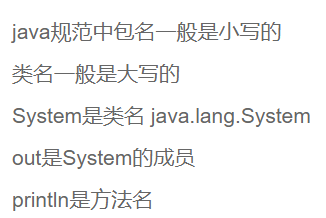 java规范中包名一般是小写的
类名一般是大写的
System是类名 java.lang.System
out是System的成员
println是方法名